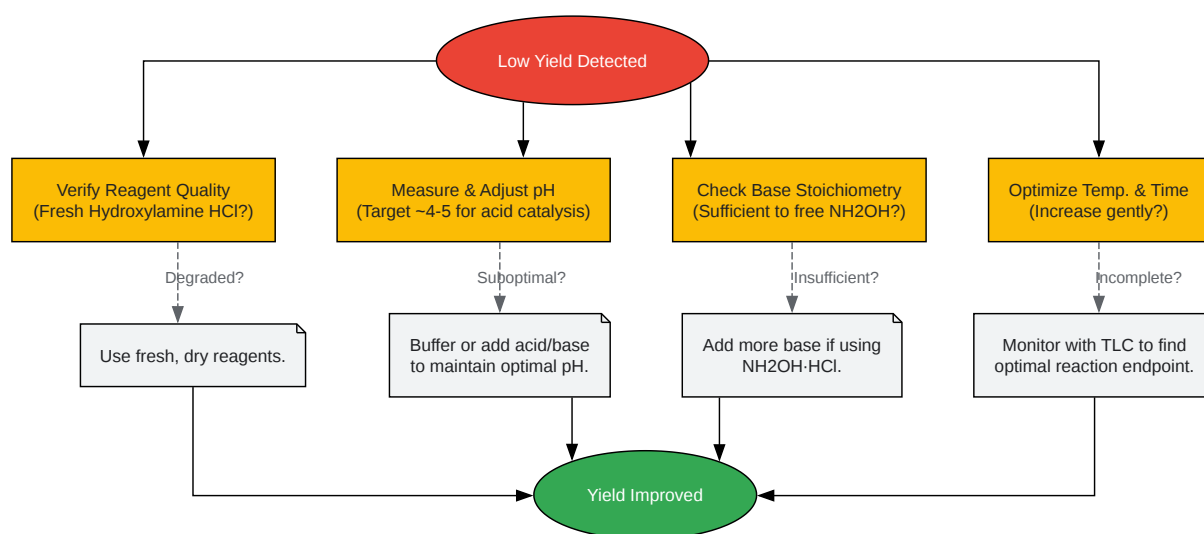 Low Yield Detected
Verify Reagent Quality
(Fresh Hydroxylamine HCl?)
Measure & Adjust pH
(Target ~4-5 for acid catalysis)
Check Base Stoichiometry
(Sufficient to free NH2OH?)
Optimize Temp. & Time
(Increase gently?)
Degraded?
Suboptimal?
Insufficient?
Incomplete?
Use fresh, dry reagents.
Buffer or add acid/base
to maintain optimal pH.
Add more base if using
NH2OH·HCl.
Monitor with TLC to find
optimal reaction endpoint.
Yield Improved